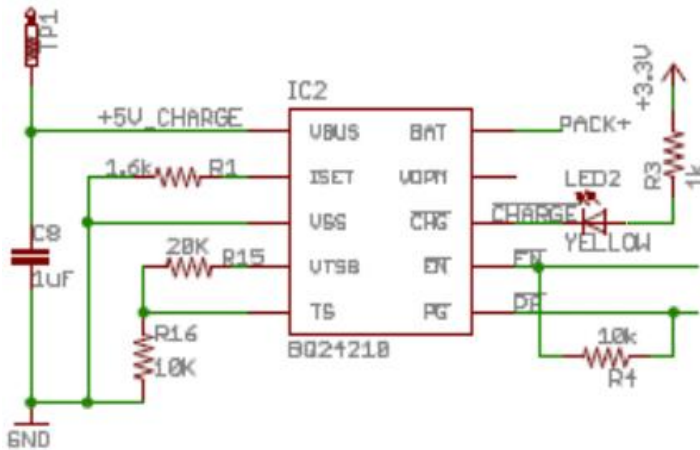 TP1
IC2
+3.3V
+5V_CHARGE
VBUS
BAT
PACK+
1.6k
R1
ISET
VDPM
R3
1k
LED2
VSS
CHG
CHARGE
YELLOW
C8
1uF
20K
R15
VTSB
EN
EN
TS
PG
R16
10K
BQ24210
10k
R4
GND